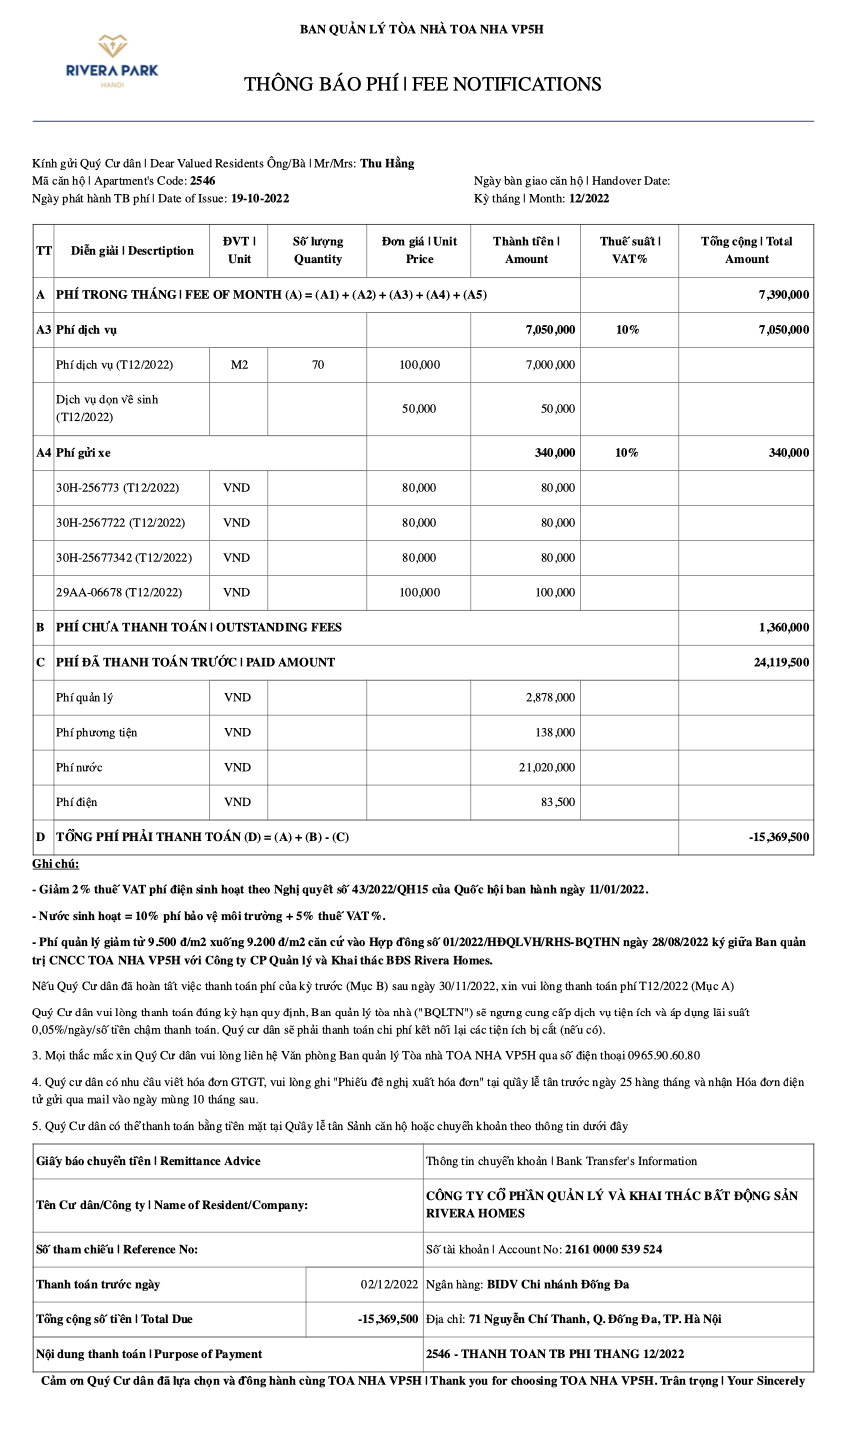 BAN QUẢN LÝ TÒA NHÀ TOA NHA VP5H
RIVERA PARK
HANOI
THÔNG BÁO PHÍ | FEE NOTIFICATIONS
Kính gửi Quý Cư dân | Dear Valued Residents Ông/Bà | Mr/Mrs: Thu Hằng
Mã căn hộ | Apartment's Code: 2546
Ngày bàn giao căn hộ | Handover Date:
Ngày phát hành TB phí | Date of Issue: 19-10-2022
Kỳ tháng | Month: 12/2022
TT Diễn giải | Descrtiption ĐVT | Unit Số lượng Quantity Đơn giá | Unit Price Thành tiền | Amount Thuế suất | VAT% Tổng cộng | Total Amount
A PHÍ TRONG THÁNG | FEE OF MONTH (A) = (A1) + (A2) + (A3) + (A4) + (A5) 7,390,000
A3 Phí dịch vụ 7,050,000 10% 7,050,000
Phí dịch vụ (T12/2022) M2 70 100,000 7,000,000
Dịch vụ dọn vê sinh (T12/2022) 50,000 50,000
A4 Phí gửi xe 340,000 10% 340,000
30H-256773 (T12/2022) VND 80,000 80,000
30H-2567722 (T12/2022) VND 80,000 80,000
30H-25677342 (T12/2022) VND 80,000 80,000
29AA-06678 (T12/2022) VND 100,000 100,000
B PHÍ CHƯA THANH TOÁN | OUTSTANDING FEES 1,360,000
C PHÍ ĐÃ THANH TOÁN TRƯỚC | PAID AMOUNT 24,119,500
Phí quản lý VND 2,878,000
Phí phương tiện VND 138,000
Phí nước VND 21,020,000
Phí điện VND 83,500
D TỔNG PHÍ PHẢI THANH TOÁN (D) = (A) + (B) - (C) -15,369,500
Ghi chú:
- Giảm 2% thuế VAT phí điện sinh hoạt theo Nghị quyết số 43/2022/QH15 của Quốc hội ban hành ngày 11/01/2022.
- Nước sinh hoạt = 10% phí bảo vệ môi trường + 5% thuế VAT%.
- Phí quản lý giảm từ 9.500 đ/m2 xuống 9.200 đ/m2 căn cứ vào Hợp đồng số 01/2022/HĐQLVH/RHS-BQTHN ngày 28/08/2022 ký giữa Ban quản
trị CNCC TOA NHA VP5H với Công ty CP Quản lý và Khai thác BĐS Rivera Homes.
Nếu Quý Cư dân đã hoàn tất việc thanh toán phí của kỳ trước (Mục B) sau ngày 30/11/2022, xin vui lòng thanh toán phí T12/2022 (Mục A)
Quý Cư dân vui lòng thanh toán đúng kỳ hạn quy định, Ban quản lý tòa nhà ("BQLTN") sẽ ngưng cung cấp dịch vụ tiện ích và áp dụng lãi suất
0,05%/ngày/số tiền chậm thanh toán. Quý cư dân sẽ phải thanh toán chi phí kết nối lại các tiện ích bị cắt (nếu có).
3. Mọi thắc mắc xin Quý Cư dân vui lòng liên hệ Văn phòng Ban quản lý Tòa nhà TOA NHA VP5H qua số điện thoại 0965.90.60.80
4. Quý cư dân có nhu cầu viết hóa đơn GTGT, vui lòng ghi "Phiếu đề nghị xuất hóa đơn" tại quầy lễ tân trước ngày 25 hàng tháng và nhận Hóa đơn điện
tử gửi qua mail vào ngày mùng 10 tháng sau.
5. Quý Cư dân có thể thanh toán bằng tiền mặt tại Quầy lễ tân Sảnh căn hộ hoặc chuyển khoản theo thông tin dưới đây
Giấy báo chuyển tiền | Remittance Advice Thông tin chuyển khoản | Bank Transfer's Information
Tên Cư dân/Công ty | Name of Resident/Company: CÔNG TY CỔ PHẦN QUẢN LÝ VÀ KHAI THÁC BẤT ĐỘNG SẢN
RIVERA HOMES
Số tham chiếu | Reference No: Số tài khoản | Account No: 2161 0000 539 524
Thanh toán trước ngày 02/12/2022 Ngân hàng: BIDV Chi nhánh Đống Đa
Tổng cộng số tiền | Total Due -15,369,500 Địa chỉ: 71 Nguyễn Chí Thanh, Q. Đống Đa, TP. Hà Nội
Nội dung thanh toán | Purpose of Payment 2546 - THANH TOAN TB PHI THANG 12/2022
Cảm ơn Quý Cư dân đã lựa chọn và đồng hành cùng TOA NHA VP5H | Thank you for choosing TOA NHA VP5H. Trân trọng | Your Sincerely